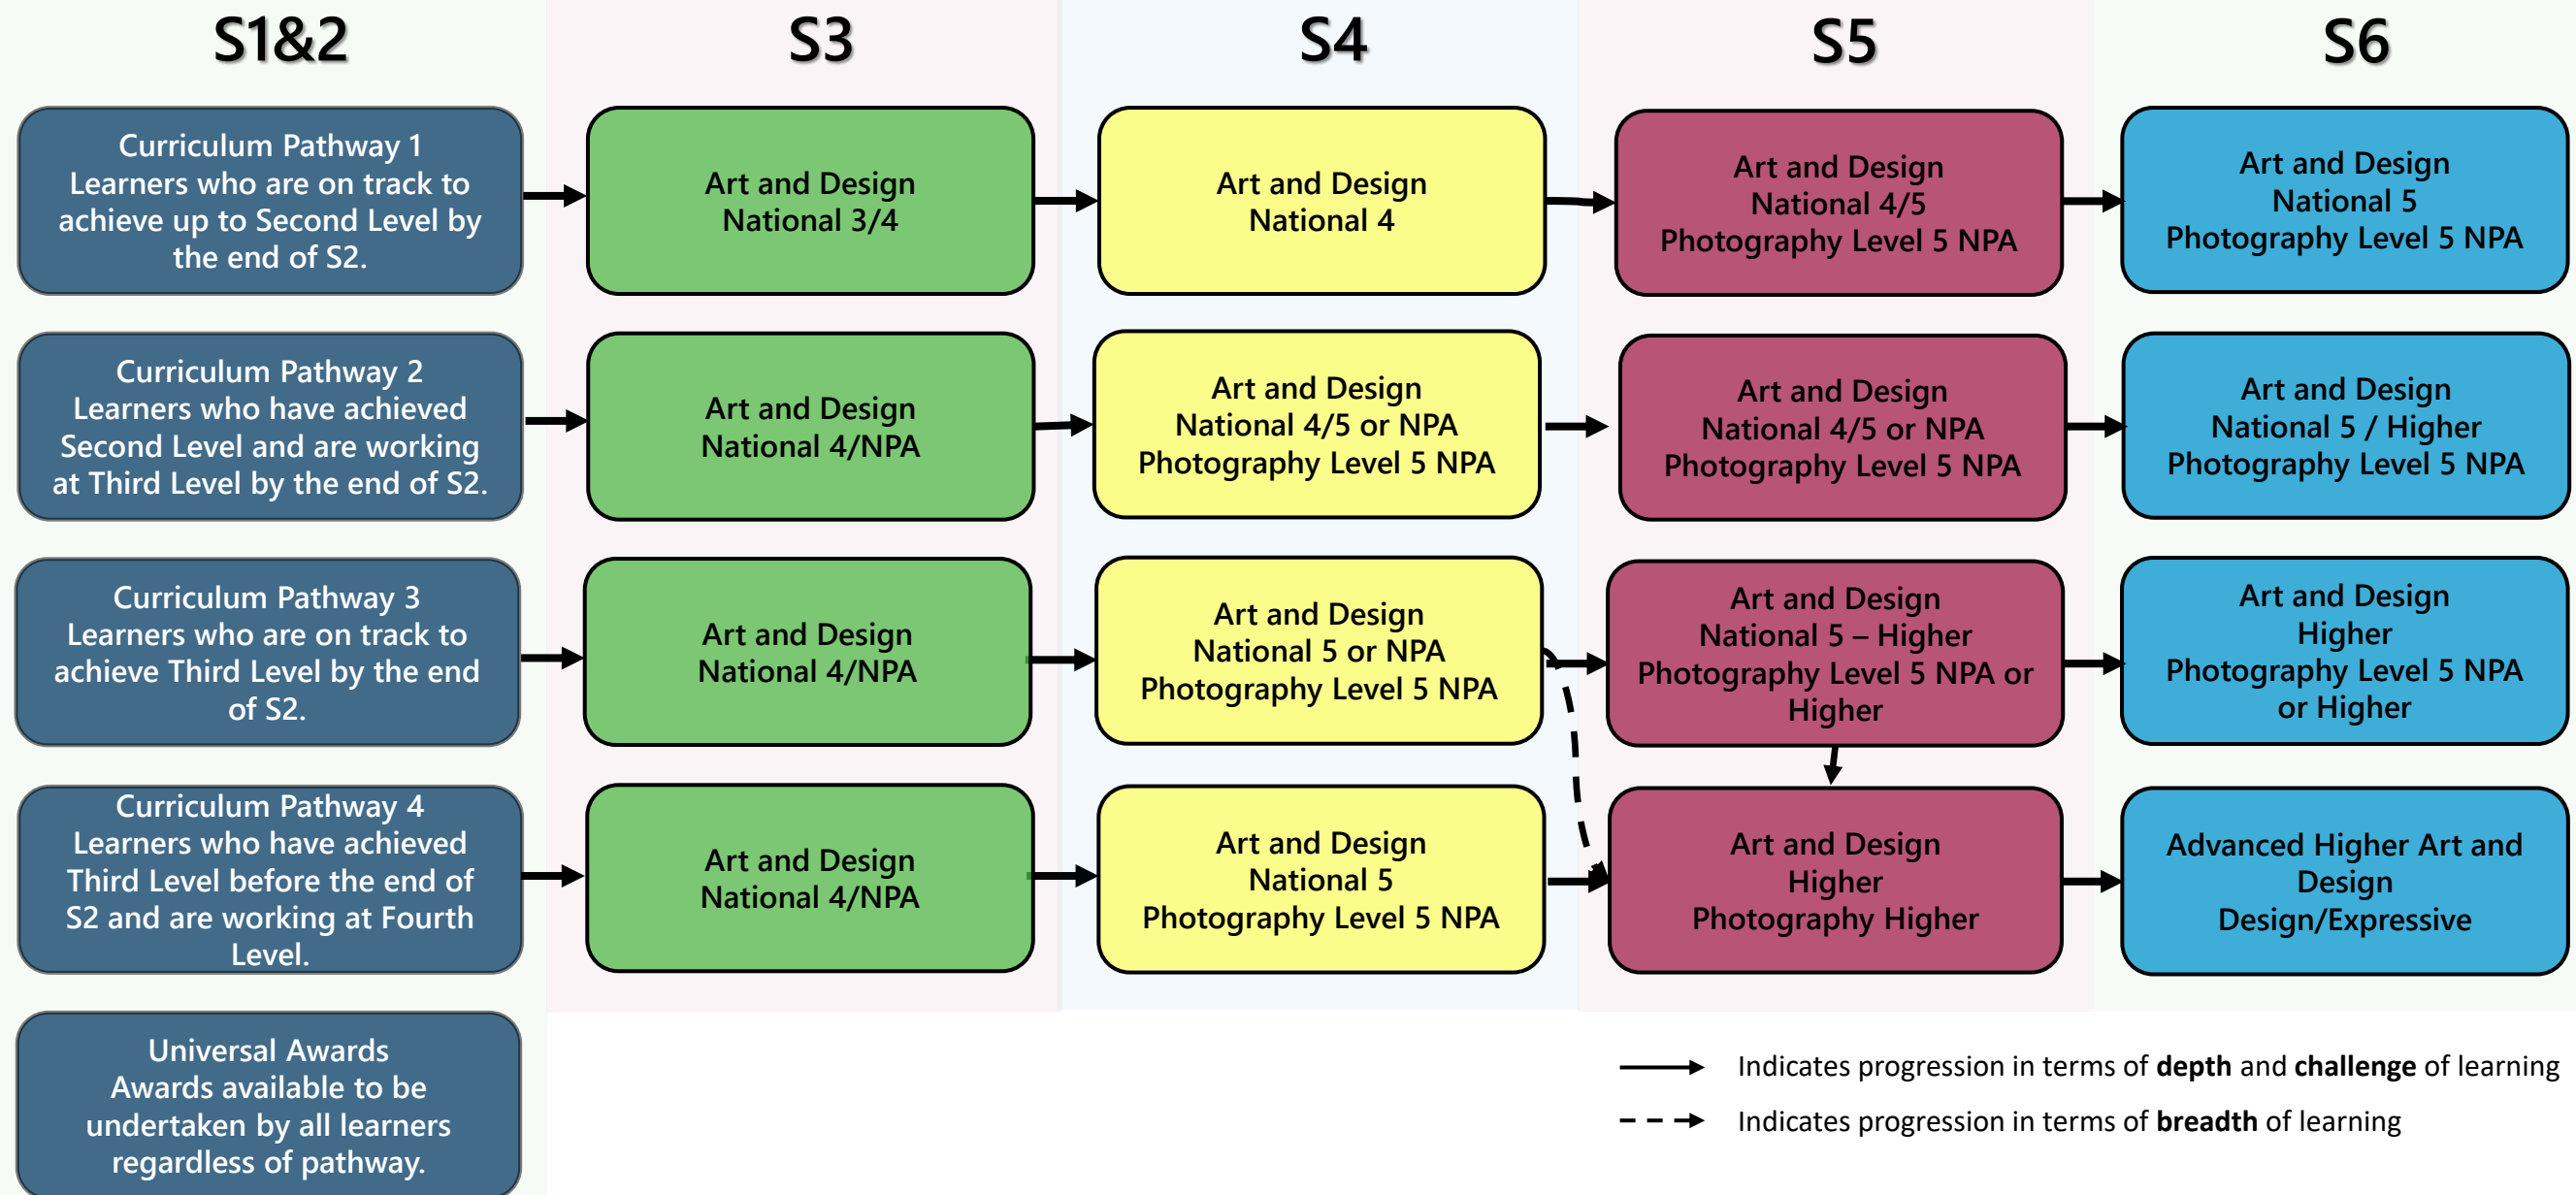 S1&2
S3
S4
S5
S6
Curriculum Pathway 1
Learners who are on track to
achieve up to Second Level by
the end of S2.
Art and Design
National 3/4
Art and Design
National 4
Art and Design
National 4/5
Photography Level 5 NPA
Art and Design
National 5
Photography Level 5 NPA
Curriculum Pathway 2
Learners who have achieved
Second Level and are working
at Third Level by the end of S2.
Art and Design
National 4/NPA
Art and Design
National 4/5 or NPA
Photography Level 5 NPA
Art and Design
National 4/5 or NPA
Photography Level 5 NPA
Art and Design
National 5 / Higher
Photography Level 5 NPA
Curriculum Pathway 3
Learners who are on track to
achieve Third Level by the end
of S2.
Art and Design
National 4/NPA
Art and Design
National 5 or NPA
Photography Level 5 NPA
Art and Design
National 5 – Higher
Photography Level 5 NPA or
Higher
Art and Design
Higher
Photography Level 5 NPA
or Higher
Curriculum Pathway 4
Learners who have achieved
Third Level before the end of
S2 and are working at Fourth
Level.
Art and Design
National 4/NPA
Art and Design
National 5
Photography Level 5 NPA
Art and Design
Higher
Photography Higher
Advanced Higher Art and
Design
Design/Expressive
Universal Awards
Awards available to be
undertaken by all learners
regardless of pathway.
Indicates progression in terms of depth and challenge of learning
Indicates progression in terms of breadth of learning